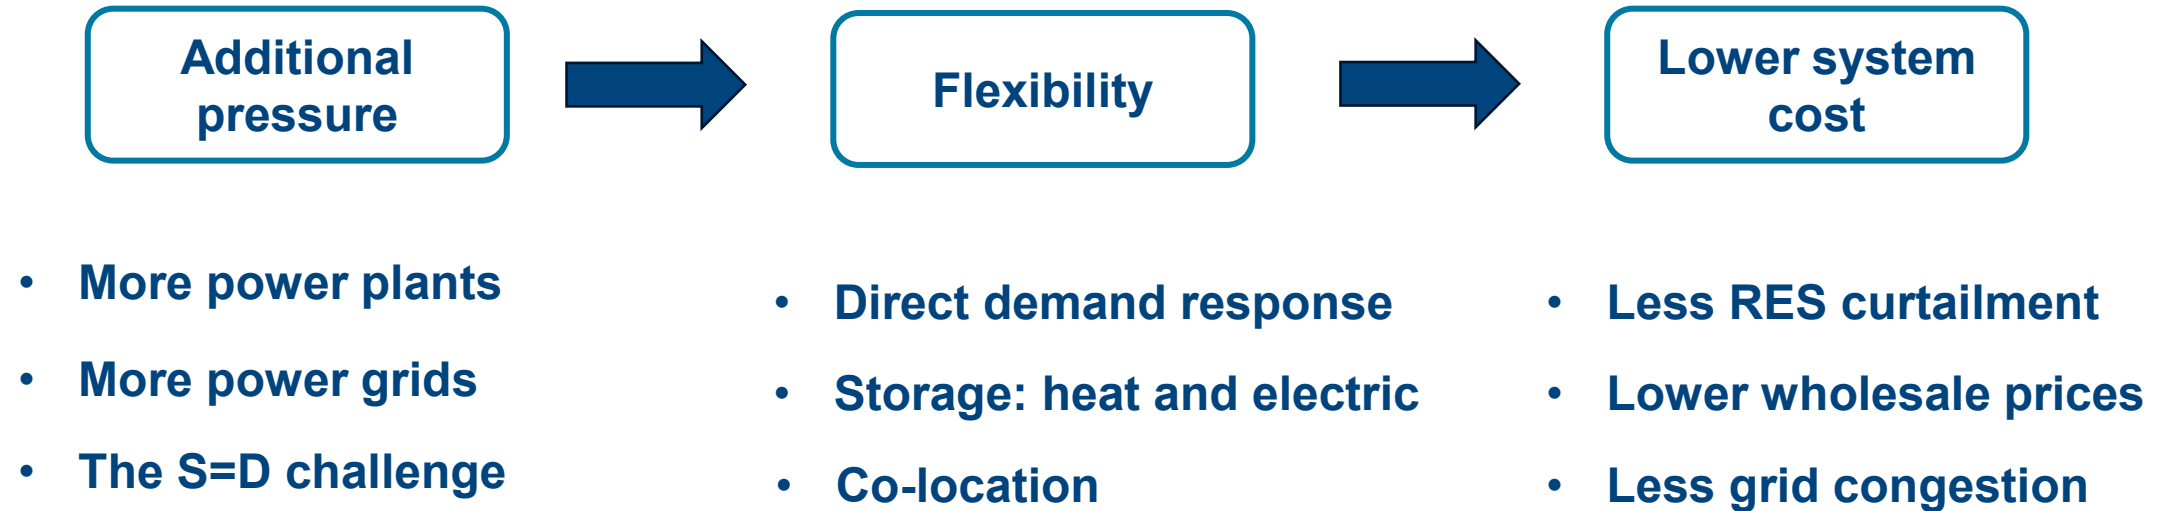 Additional
pressure
Flexibility
Lower system
cost
• More power plants
• More power grids
• The S=D challenge
• Direct demand response
• Storage: heat and electric
• Co-location
• Less RES curtailment
• Lower wholesale prices
• Less grid congestion